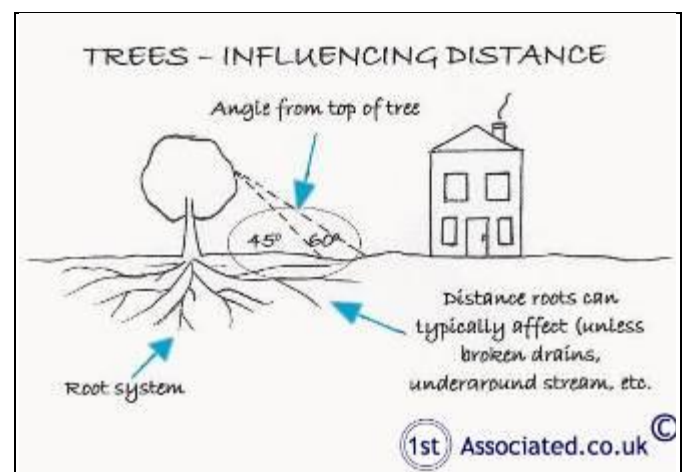 TREES – INFLUENCING DISTANCE
Angle from top of tree
45° 60°
Distance roots can
typically affect (unless
broken drains,
underaround stream, etc.
Root system
1st Associated.co.uk ©